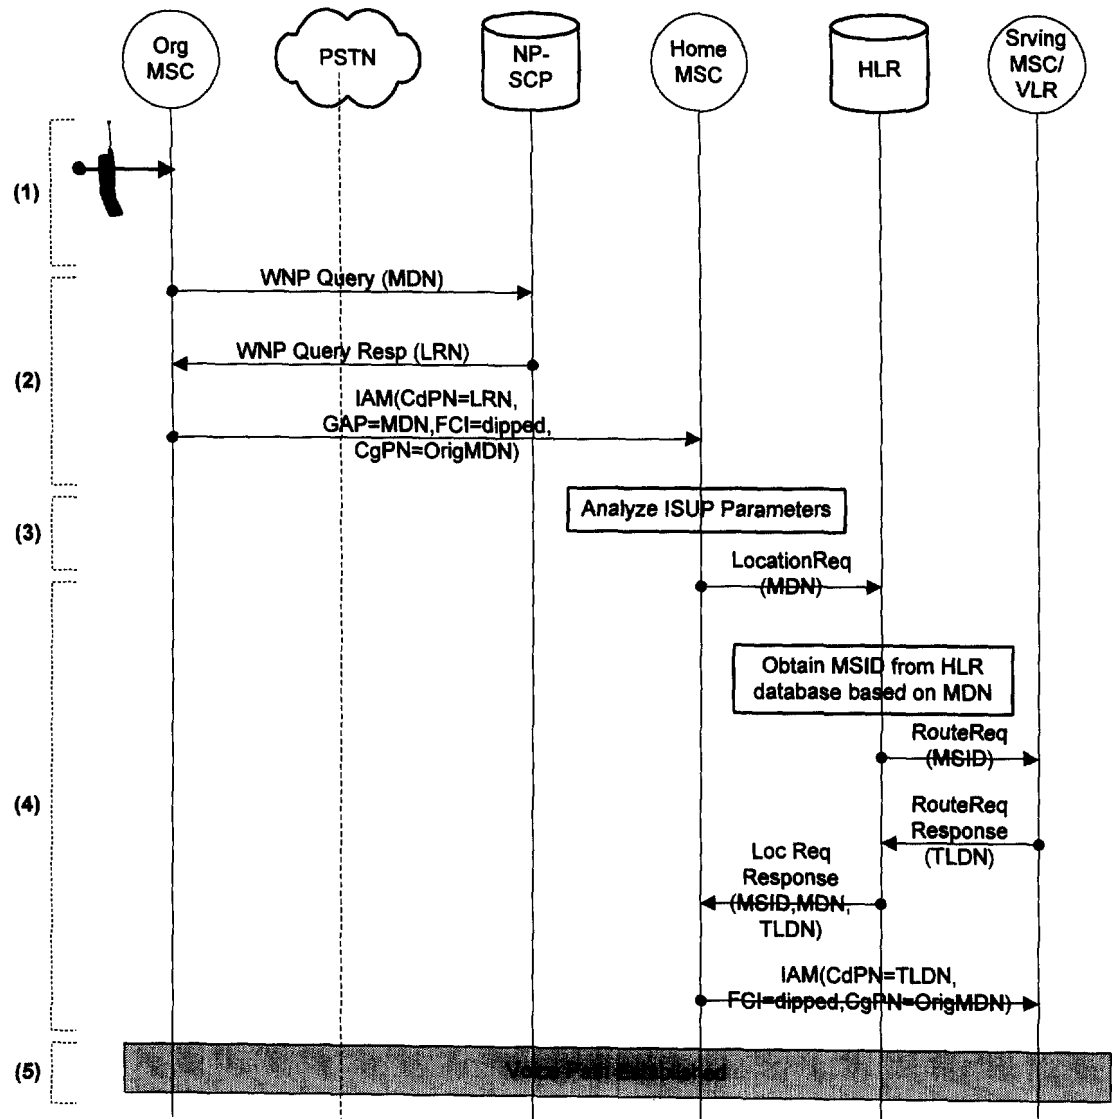 Org
MSC
PSTN
NP-
SCP
Home
MSC
HLR
Srving
MSC/
VLR
(1)
WNP Query (MDN)
WNP Query Resp (LRN)
(2)
IAM(CdPN=LRN,
GAP=MDN,FCI=dipped,
CgPN=OrigMDN)
Analyze ISUP Parameters
(3)
LocationReq
(MDN)
Obtain MSID from HLR
database based on MDN
RouteReq
(MSID)
(4)
RouteReq
Response
(TLDN)
Loc Req
Response
(MSID,MDN,
TLDN)
IAM(CdPN=TLDN,
FCI=dipped,CgPN=OrigMDN)
(5)
Voice Path Established